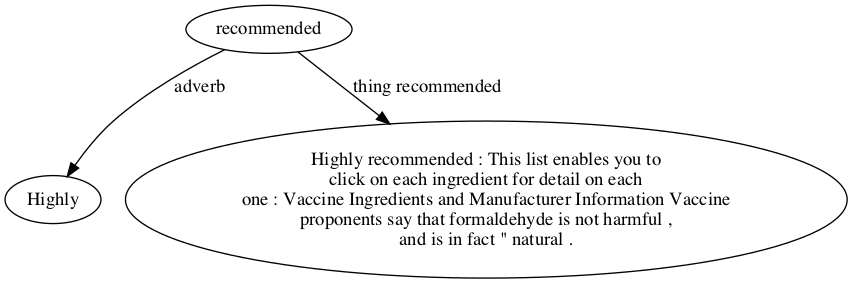 recommended
adverb
thing recommended
Highly
Highly recommended : This list enables you to
click on each ingredient for detail on each
one : Vaccine Ingredients and Manufacturer Information Vaccine
proponents say that formaldehyde is not harmful ,
and is in fact " natural .